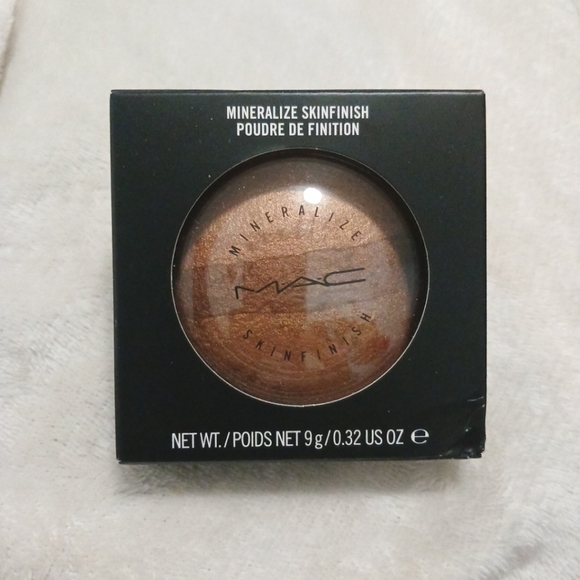 MINERALIZE SKINFINISH
POUDRE DE FINITION
MINERALIZE
MAC
SKINFINISH
NET WT. / POIDS NET 9 g / 0.32 US OZ ℮